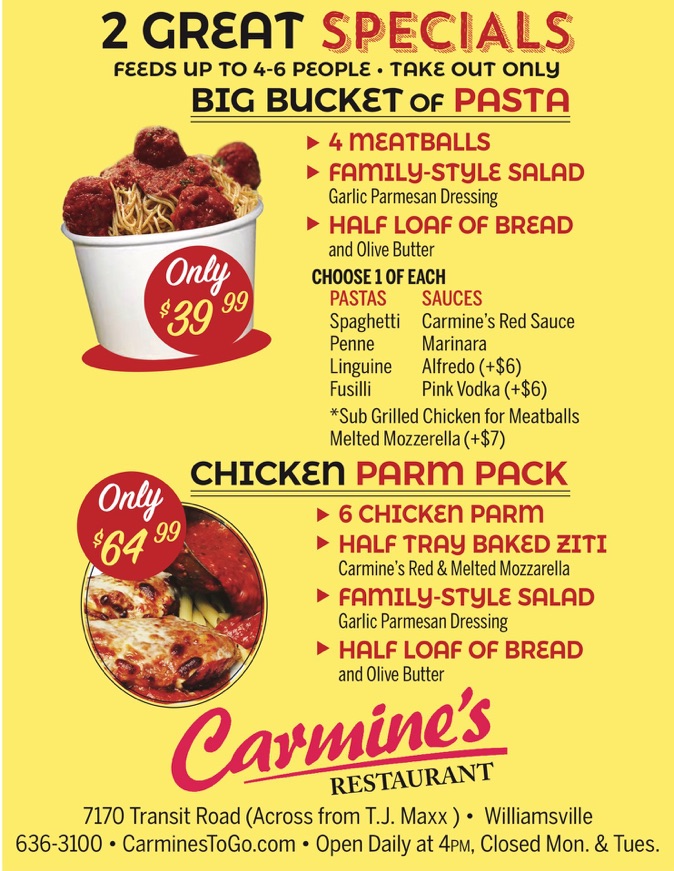 2 GREAT SPECIALS
FEEDS UP TO 4-6 PEOPLE • TAKE OUT ONLY
BIG BUCKET OF PASTA
▶ 4 MEATBALLS
▶ FAMILY-STYLE SALAD
Garlic Parmesan Dressing
▶ HALF LOAF OF BREAD
and Olive Butter
Only
$39 99
CHOOSE 1 OF EACH
PASTAS SAUCES
Spaghetti Carmine's Red Sauce
Penne Marinara
Linguine Alfredo (+$6)
Fusilli Pink Vodka (+$6)
*Sub Grilled Chicken for Meatballs
Melted Mozzerella (+$7)
CHICKEN PARM PACK
Only
$64 99
▶ 6 CHICKEN PARM
▶ HALF TRAY BAKED ZITI
Carmine's Red & Melted Mozzarella
▶ FAMILY-STYLE SALAD
Garlic Parmesan Dressing
▶ HALF LOAF OF BREAD
and Olive Butter
Carmine's
RESTAURANT
7170 Transit Road (Across from T.J. Maxx ) • Williamsville
636-3100 • CarminesToGo.com • Open Daily at 4PM, Closed Mon. & Tues.